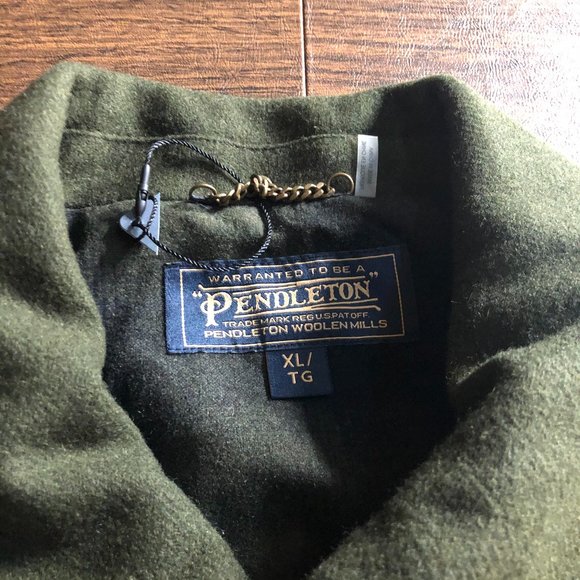 WARRANTED TO BE A
"PENDLETON"
TRADE MARK REG U.S. PAT OFF.
PENDLETON WOOLEN MILLS
XL/
TG